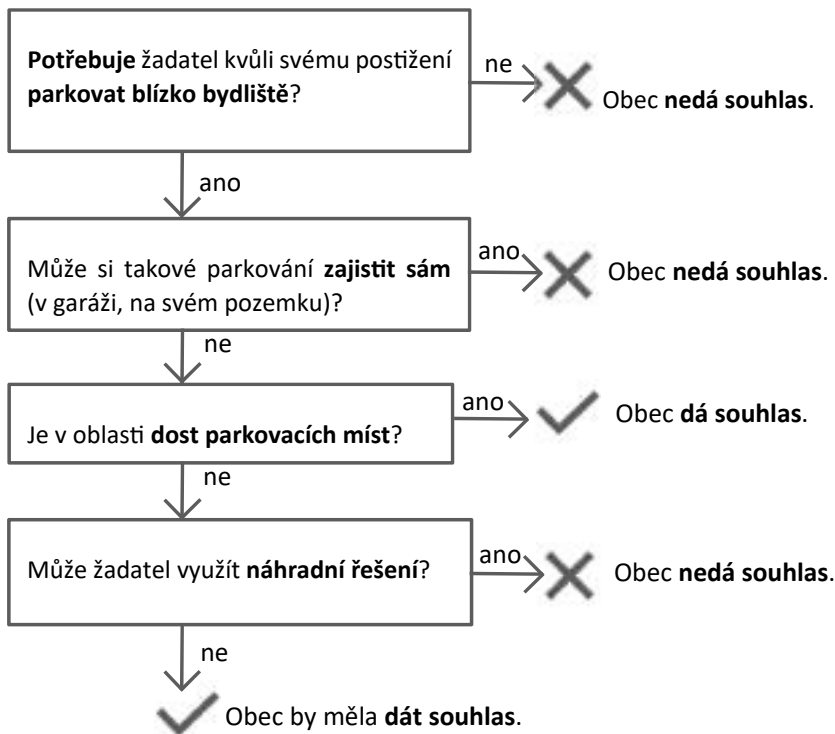 Potřebuje žadatel kvůli svému postižení
parkovat blízko bydliště?
ne
Obec nedá souhlas.
ano
Může si takové parkování zajistit sám
(v garáži, na svém pozemku)?
ano
Obec nedá souhlas.
ne
Je v oblasti dost parkovacích míst?
ano
Obec dá souhlas.
ne
Může žadatel využít náhradní řešení?
ano
Obec nedá souhlas.
ne
Obec by měla dát souhlas.